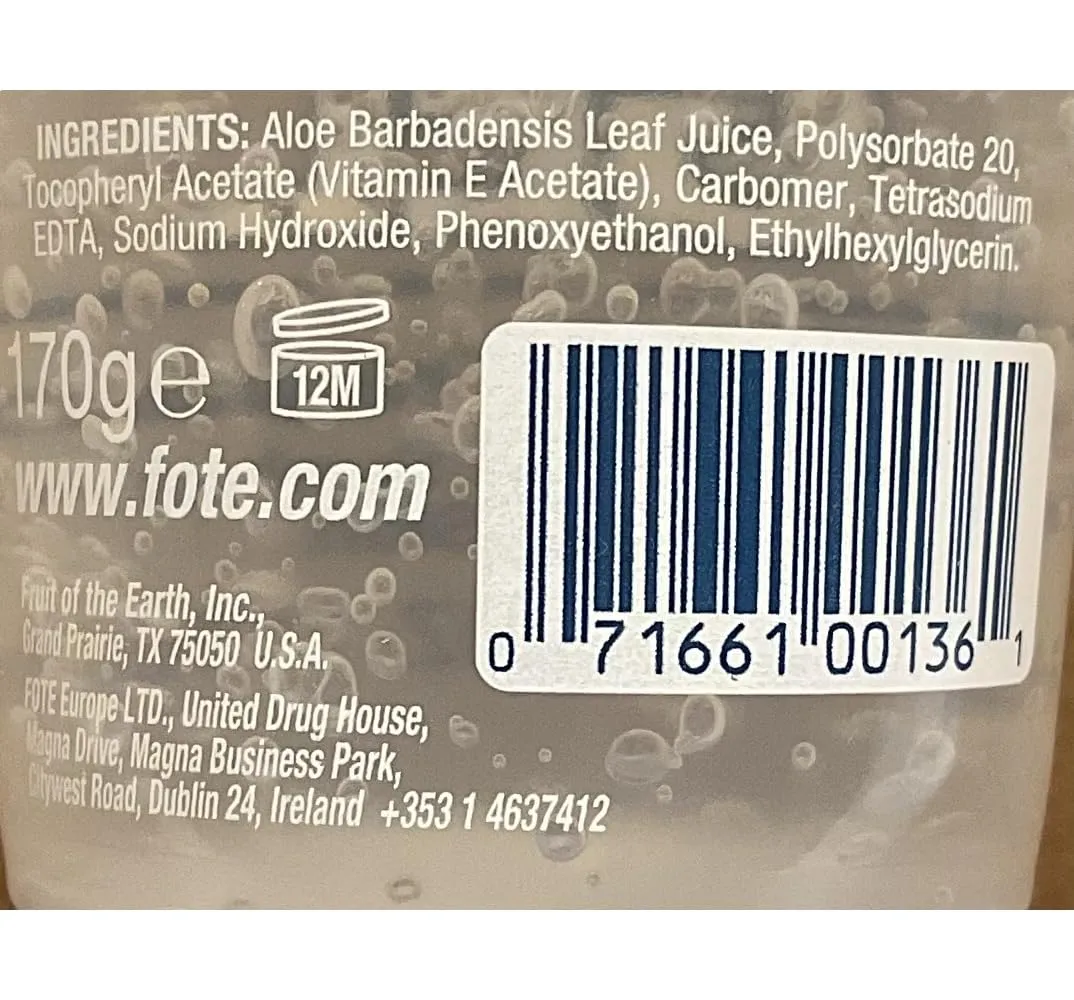 INGREDIENTS: Aloe Barbadensis Leaf Juice, Polysorbate 20,
Tocopheryl Acetate (Vitamin E Acetate), Carbomer, Tetrasodium
EDTA, Sodium Hydroxide, Phenoxyethanol, Ethylhexylglycerin.
170g e
12M
www.fote.com
Fruit of the Earth, Inc.,
Grand Prairie, TX 75050 U.S.A.
FOTE Europe LTD., United Drug House,
Magna Drive, Magna Business Park,
Citywest Road, Dublin 24, Ireland +353 1 4637412
0 71661 00136 1